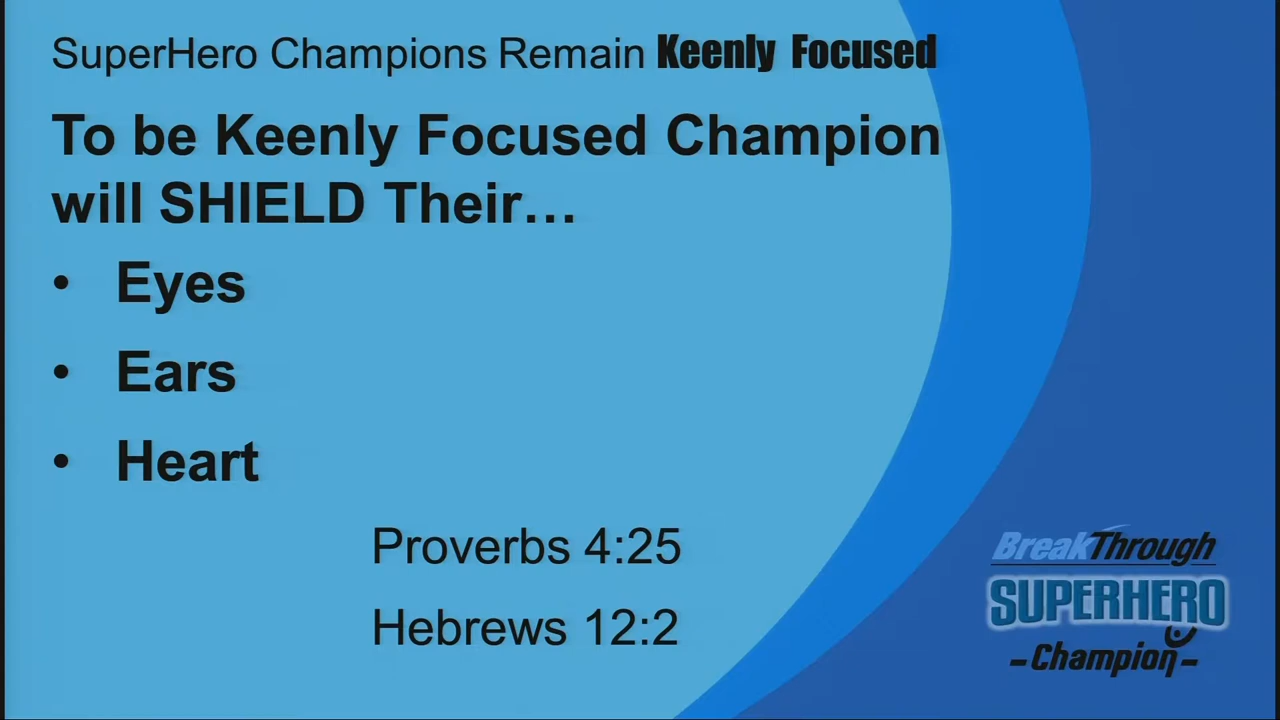 SuperHero Champions Remain Keenly Focused
To be Keenly Focused Champion
will SHIELD Their…
• Eyes
• Ears
• Heart
Proverbs 4:25
Hebrews 12:2
BreakThrough
SUPERHERO
-Champion-